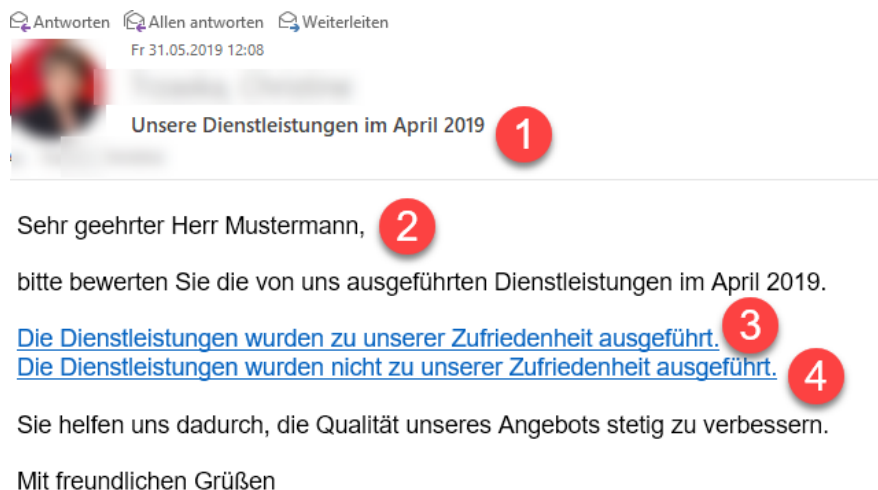 Antworten Allen antworten Weiterleiten
Fr 31.05.2019 12:08
Unsere Dienstleistungen im April 2019 1
Sehr geehrter Herr Mustermann, 2
bitte bewerten Sie die von uns ausgeführten Dienstleistungen im April 2019.
Die Dienstleistungen wurden zu unserer Zufriedenheit ausgeführt. 3
Die Dienstleistungen wurden nicht zu unserer Zufriedenheit ausgeführt. 4
Sie helfen uns dadurch, die Qualität unseres Angebots stetig zu verbessern.
Mit freundlichen Grüßen